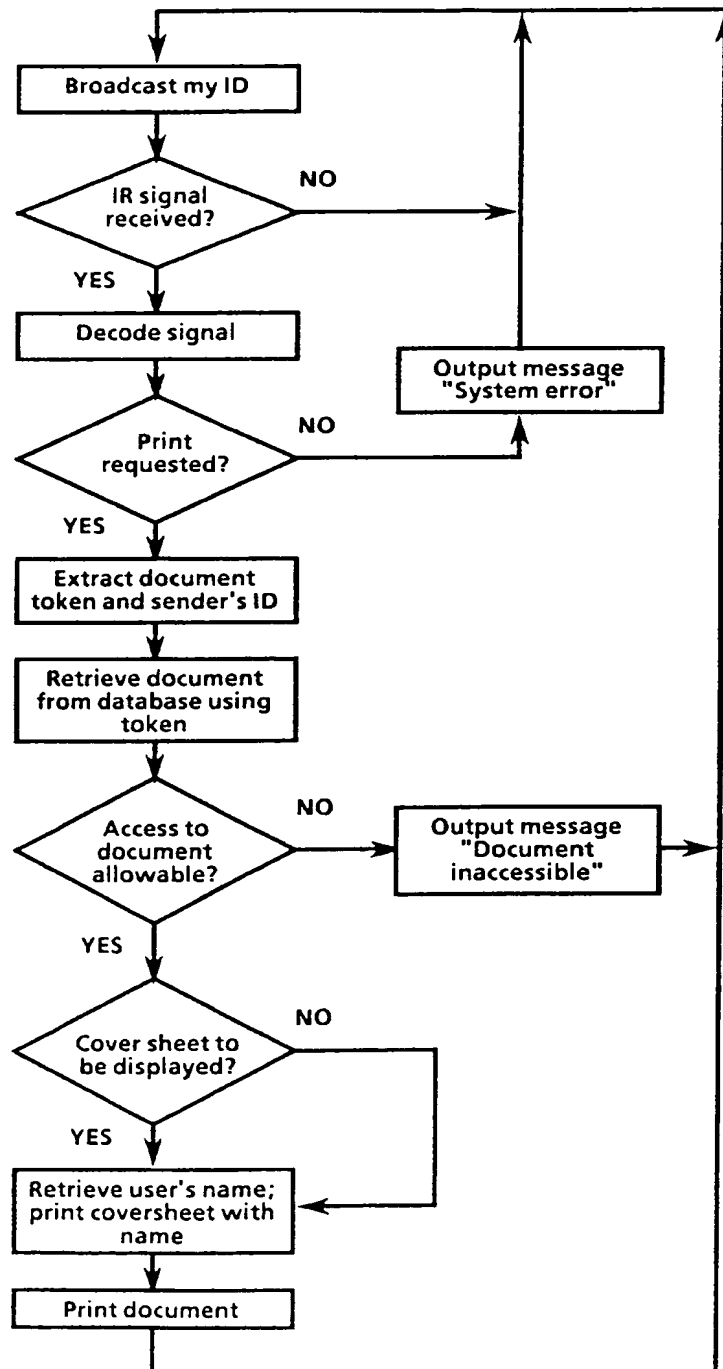 Broadcast my ID
IR signal
received?
NO
YES
Decode signal
Output message
"System error"
Print
requested?
NO
YES
Extract document
token and sender's ID
Retrieve document
from database using
token
Access to
document
allowable?
NO
Output message
"Document
inaccessible"
YES
Cover sheet to
be displayed?
NO
YES
Retrieve user's name;
print coversheet with
name
Print document